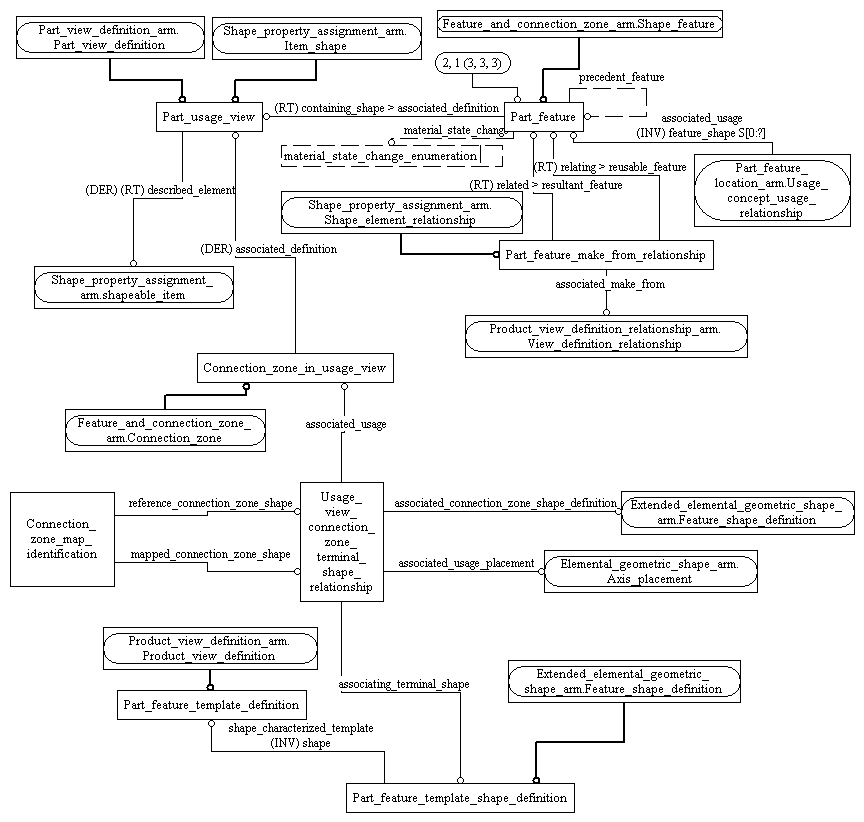 Part_view_definition_arm.
Part_view_definition
Shape_property_assignment_arm.
Item_shape
Feature_and_connection_zone_arm.Shape_feature
2, 1 (3, 3, 3)
precedent_feature
Part_usage_view
(RT) containing_shape > associated_definition
Part_feature
associated_usage
(INV) feature_shape S[0:?]
material_state_change
material_state_change_enumeration
(RT) relating > reusable_feature
(RT) related > resultant_feature
Part_feature_
location_arm.Usage_
concept_usage_
relationship
(DER) (RT) described_element
Shape_property_assignment_arm.
Shape_element_relationship
(DER) associated_definition
Part_feature_make_from_relationship
Shape_property_assignment_
arm.shapeable_item
associated_make_from
Product_view_definition_relationship_arm.
View_definition_relationship
Connection_zone_in_usage_view
Feature_and_connection_zone_
arm.Connection_zone
associated_usage
Connection_
zone_map_
identification
reference_connection_zone_shape
mapped_connection_zone_shape
Usage_
view_
connection_
zone_
terminal_
shape_
relationship
associated_connection_zone_shape_definition
Extended_elemental_geometric_shape_
arm.Feature_shape_definition
associated_usage_placement
Elemental_geometric_shape_arm.
Axis_placement
Product_view_definition_arm.
Product_view_definition
associating_terminal_shape
Extended_elemental_geometric_
shape_arm.Feature_shape_definition
Part_feature_template_definition
shape_characterized_template
(INV) shape
Part_feature_template_shape_definition